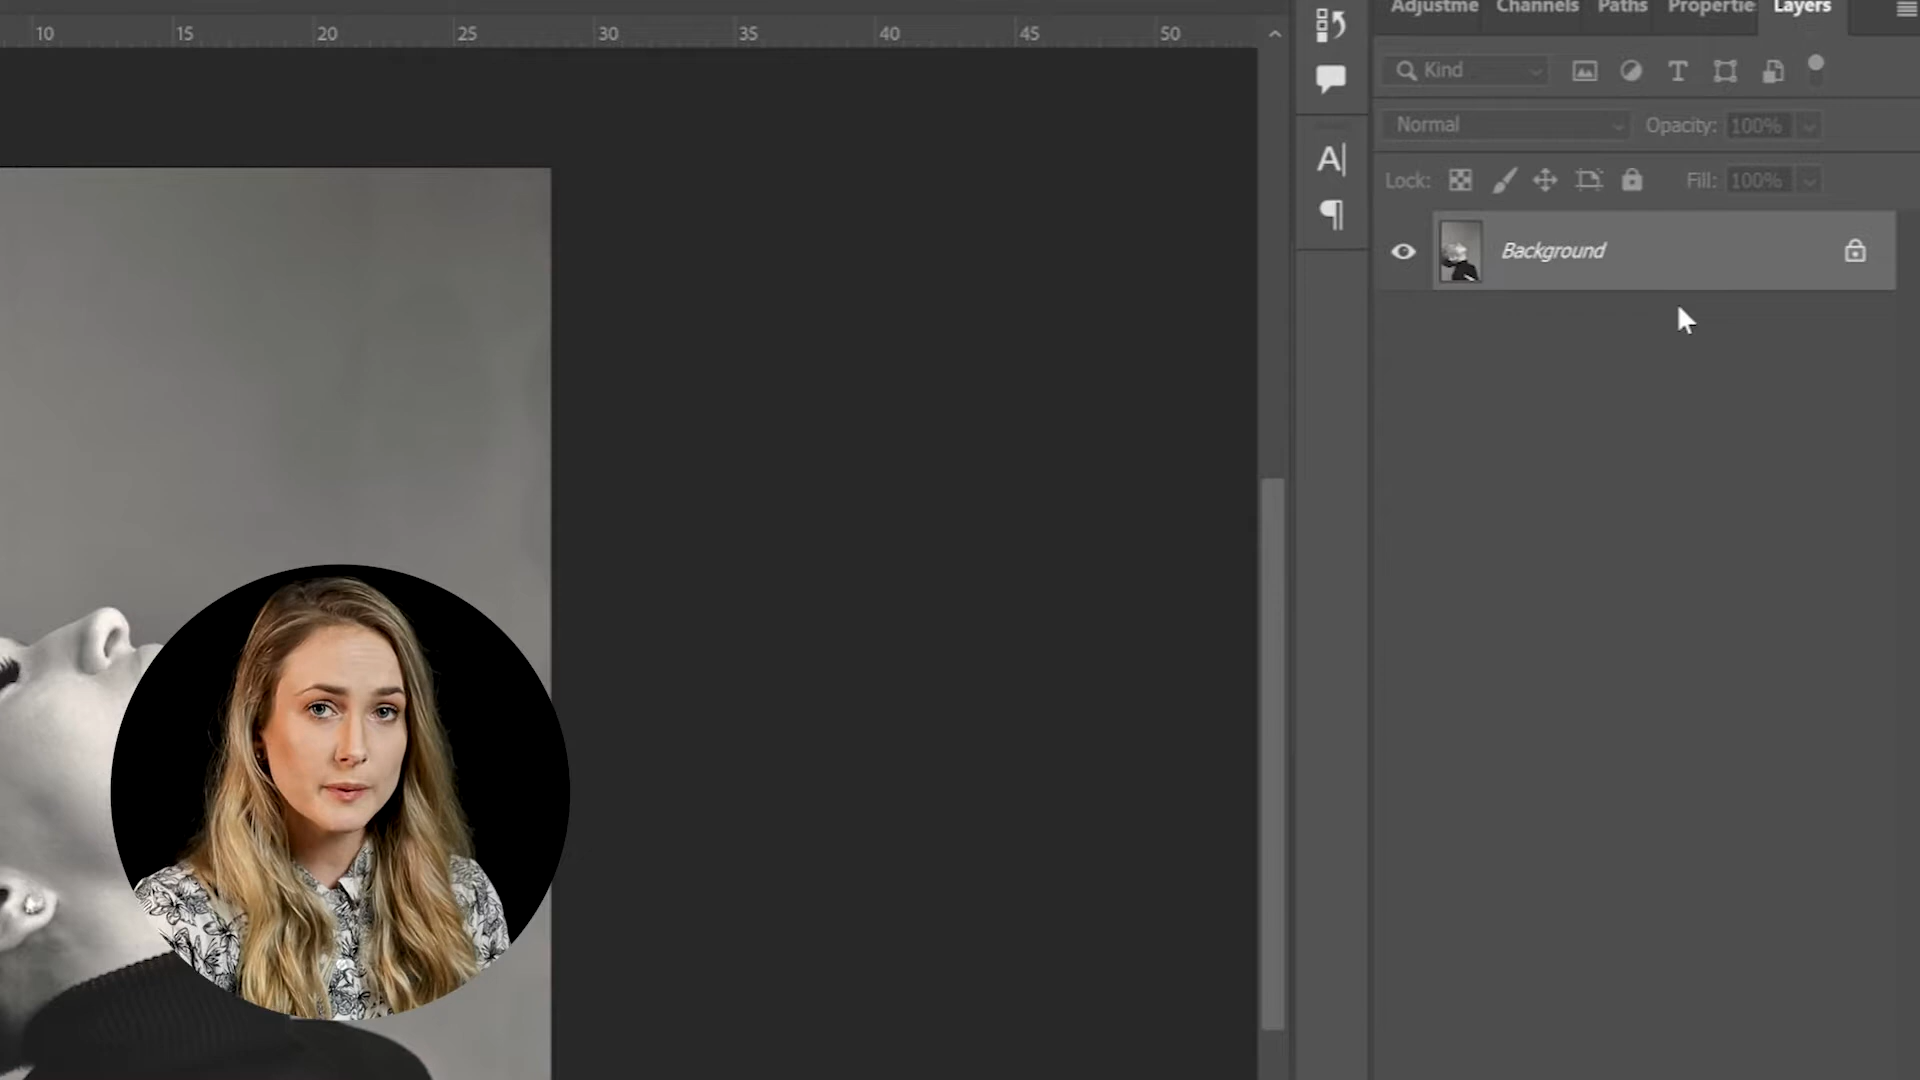 Adjustme Channels Paths Propertie Layers
10 15 20 25 30 35 40 45 50
Kind
Normal Opacity: 100%
Lock: Fill: 100%
Background